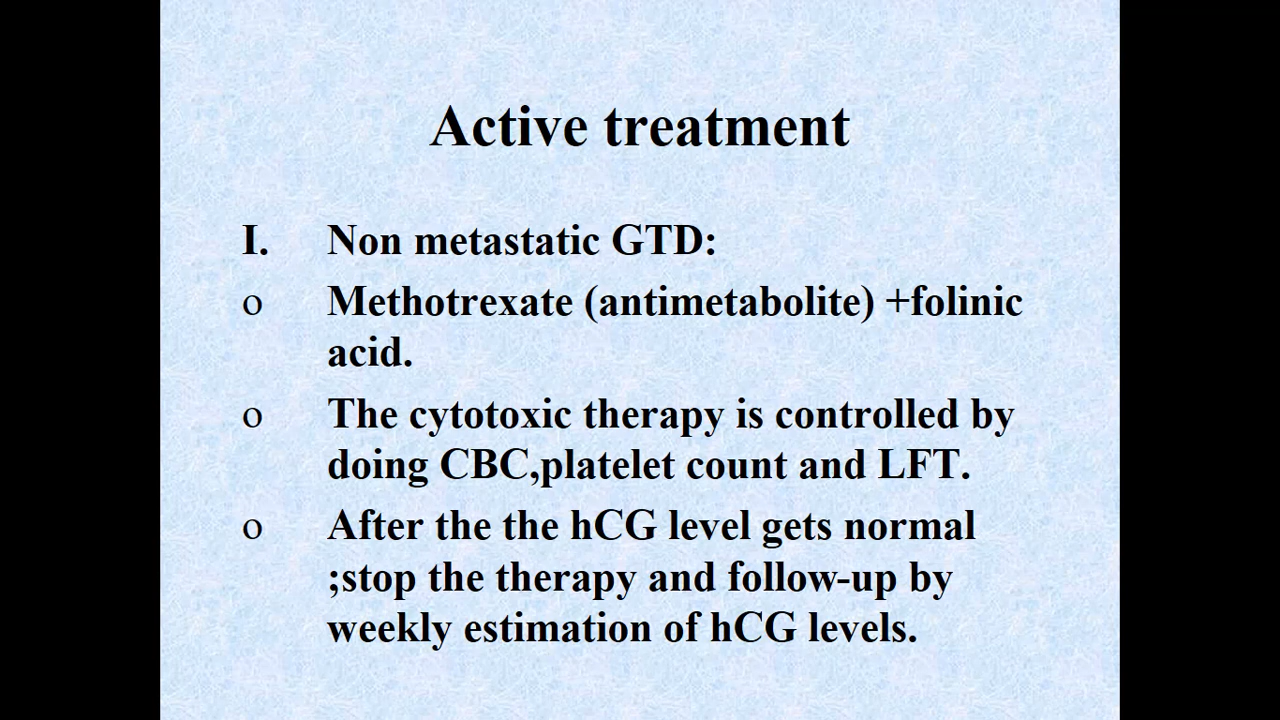 Active treatment
I. Non metastatic GTD:
o Methotrexate (antimetabolite) +folinic
acid.
o The cytotoxic therapy is controlled by
doing CBC,platelet count and LFT.
o After the the hCG level gets normal
;stop the therapy and follow-up by
weekly estimation of hCG levels.